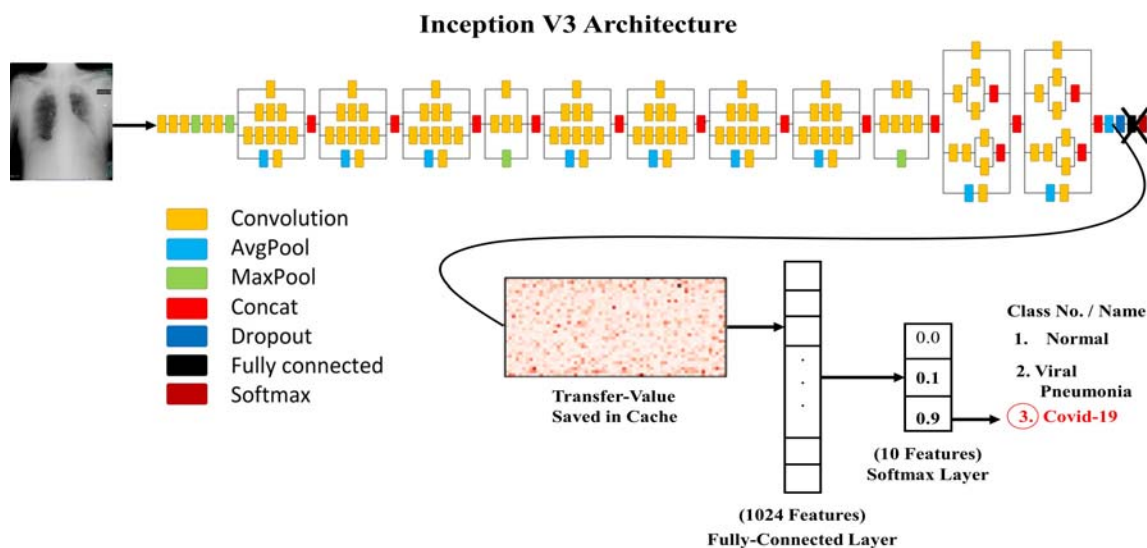 Inception V3 Architecture
Convolution
AvgPool
MaxPool
Concat
Dropout
Fully connected
Softmax
Transfer-Value
Saved in Cache
(1024 Features)
Fully-Connected Layer
0.0
0.1
0.9
(10 Features)
Softmax Layer
Class No. / Name
1. Normal
2. Viral
Pneumonia
3. Covid-19